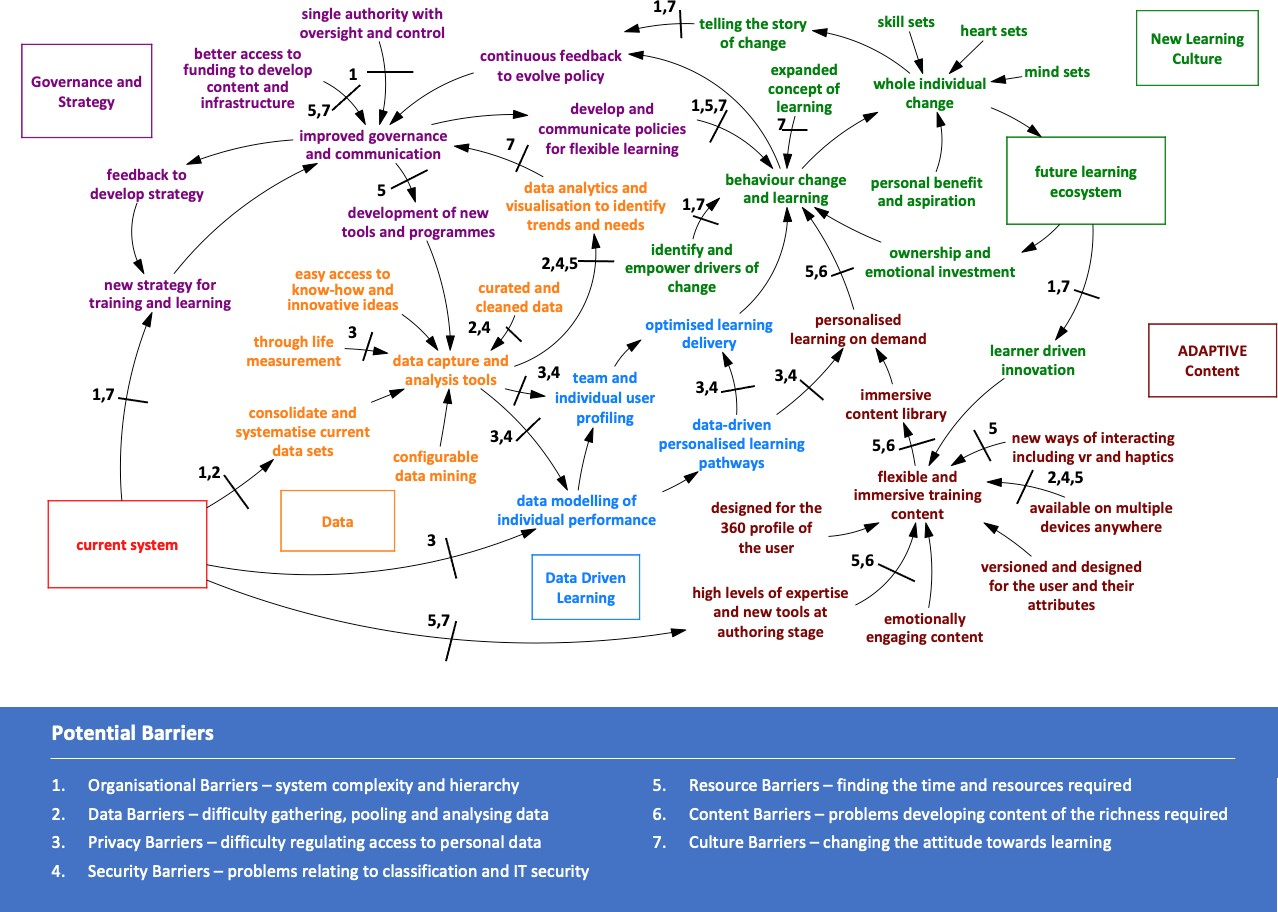 single authority with
oversight and control
1,7
telling the story
of change
skill sets
heart sets
mind sets
New Learning
Culture
Governance and
Strategy
better access to
funding to develop
content and
infrastructure
1
5,7
continuous feedback
to evolve policy
expanded
concept of
learning
7
whole individual
change
improved governance
and communication
develop and
communicate policies
for flexible learning
1,5,7
7
feedback to
develop strategy
5
development of new
tools and programmes
data analytics and
visualisation to identify
trends and needs
behaviour change
and learning
personal benefit
and aspiration
future learning
ecosystem
1,7
identify and
empower drivers of
change
ownership and
emotional investment
2,4,5
5,6
1,7
new strategy for
training and learning
easy access to
know-how and
innovative ideas
curated and
cleaned data
2,4
through life
measurement
3
data capture and
analysis tools
optimised learning
delivery
personalised
learning on demand
learner driven
innovation
ADAPTIVE
Content
1,7
3,4
team and
individual user
profiling
3,4
3,4
immersive
content library
consolidate and
systematise current
data sets
3,4
configurable
data mining
data-driven
personalised learning
pathways
5,6
5
new ways of interacting
including vr and haptics
1,2
flexible and
immersive training
content
2,4,5
available on multiple
devices anywhere
current system
Data
data modelling of
individual performance
designed for the
360 profile of
the user
3
Data Driven
Learning
5,6
versioned and designed
for the user and their
attributes
5,7
high levels of expertise
and new tools at
authoring stage
emotionally
engaging content
Potential Barriers
1. Organisational Barriers – system complexity and hierarchy
2. Data Barriers – difficulty gathering, pooling and analysing data
3. Privacy Barriers – difficulty regulating access to personal data
4. Security Barriers – problems relating to classification and IT security
5. Resource Barriers – finding the time and resources required
6. Content Barriers – problems developing content of the richness required
7. Culture Barriers – changing the attitude towards learning